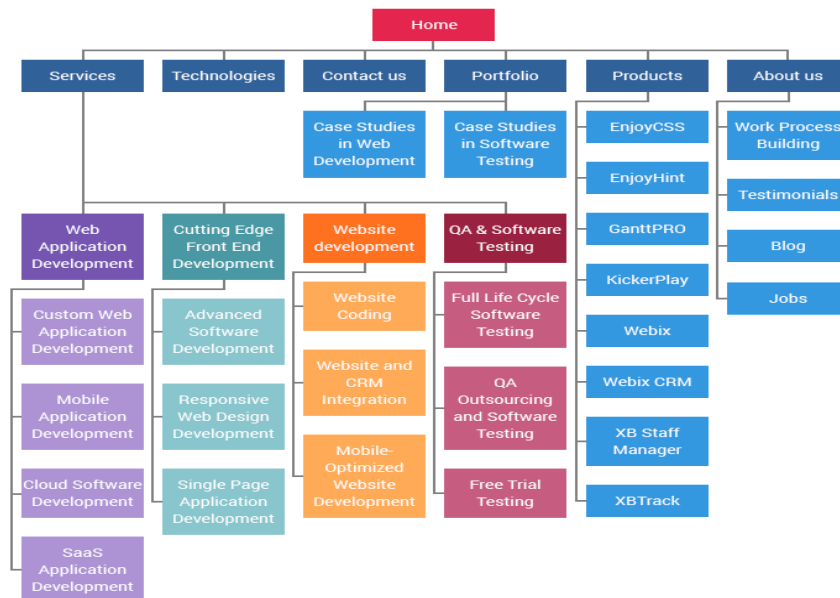 Home
Services
Technologies
Contact us
Portfolio
Products
About us
Case Studies
in Web
Development
Case Studies
in Software
Testing
EnjoyCSS
EnjoyHint
GanttPRO
KickerPlay
Webix
Webix CRM
XB Staff
Manager
XBTrack
Work Process
Building
Testimonials
Blog
Jobs
Web
Application
Development
Custom Web
Application
Development
Mobile
Application
Development
Cloud Software
Development
SaaS
Application
Development
Cutting Edge
Front End
Development
Advanced
Software
Development
Responsive
Web Design
Development
Single Page
Application
Development
Website
development
Website
Coding
Website and
CRM
Integration
Mobile-
Optimized
Website
Development
QA & Software
Testing
Full Life Cycle
Software
Testing
QA
Outsourcing
and Software
Testing
Free Trial
Testing